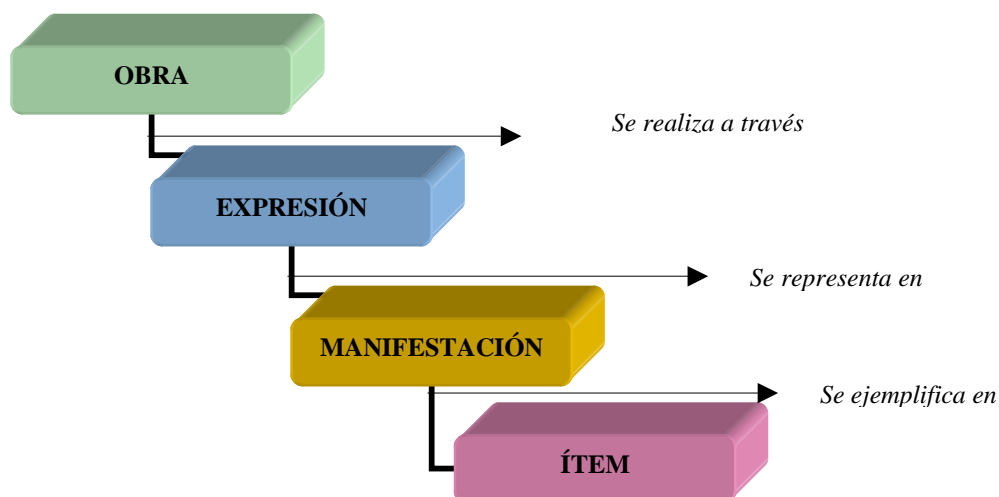 OBRA
Se realiza a través
EXPRESIÓN
Se representa en
MANIFESTACIÓN
Se ejemplifica en
ÍTEM